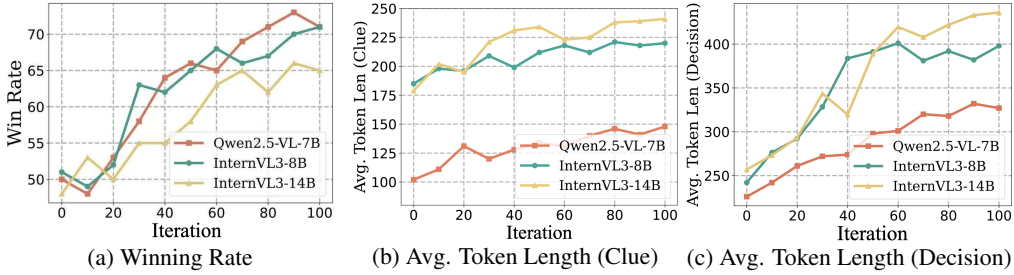 Win Rate
70
65
60
55
50
0 20 40 60 80 100
Iteration
Qwen2.5-VL-7B
InternVL3-8B
InternVL3-14B
(a) Winning Rate
Avg. Token Len (Clue)
250
225
200
175
150
125
100
0 20 40 60 80 100
Iteration
Qwen2.5-VL-7B
InternVL3-8B
InternVL3-14B
(b) Avg. Token Length (Clue)
Avg. Token Len (Decision)
400
350
300
250
0 20 40 60 80 100
Iteration
Qwen2.5-VL-7B
InternVL3-8B
InternVL3-14B
(c) Avg. Token Length (Decision)